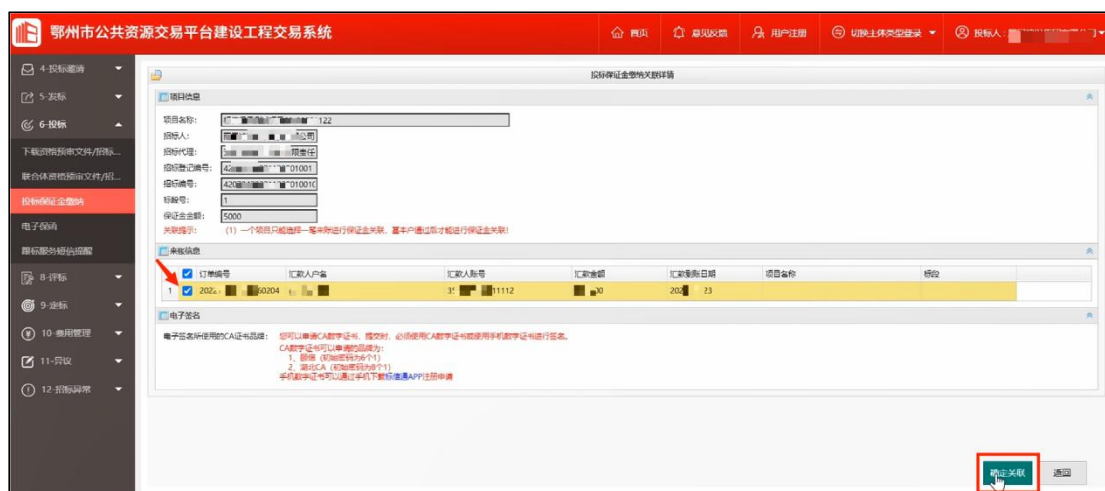 鄂州市公共资源交易平台建设工程交易系统
首页 意见反馈 用户注册 切换主体类型登录 投标人：
4-投标邀请
5-发标
6-投标
下载资格预审文件/招标...
联合体资格预审文件/招...
投标保证金缴纳
电子保函
跟标服务短信提醒
8-评标
9-定标
10-费用管理
11-异议
12-招标异常
投标保证金缴纳关联详情
项目信息
项目名称： 122
招标人： 公司
招标代理： 限责任
招标登记编号： 01001
招标编号：
标段号： 1
保证金金额： 5000
关联提示： （1）一个项目只能选择一笔来账进行保证金关联，基本户通过后才能进行保证金关联！
来账信息
订单编号 汇款人户名 汇款人账号 汇款金额 汇款到账日期 项目名称 标段
1 60204 11112 23
电子签名
电子签名所使用的CA证书品牌： 您可以申请CA数字证书，提交时，必须使用CA数字证书或使用手机数字证书进行签名。
CA数字证书可以申请的品牌为：
1、颐信（初始密码为6个1）
2、湖北CA（初始密码为8个1）
手机数字证书可以通过手机下载标信通APP注册申请
确定关联 返回